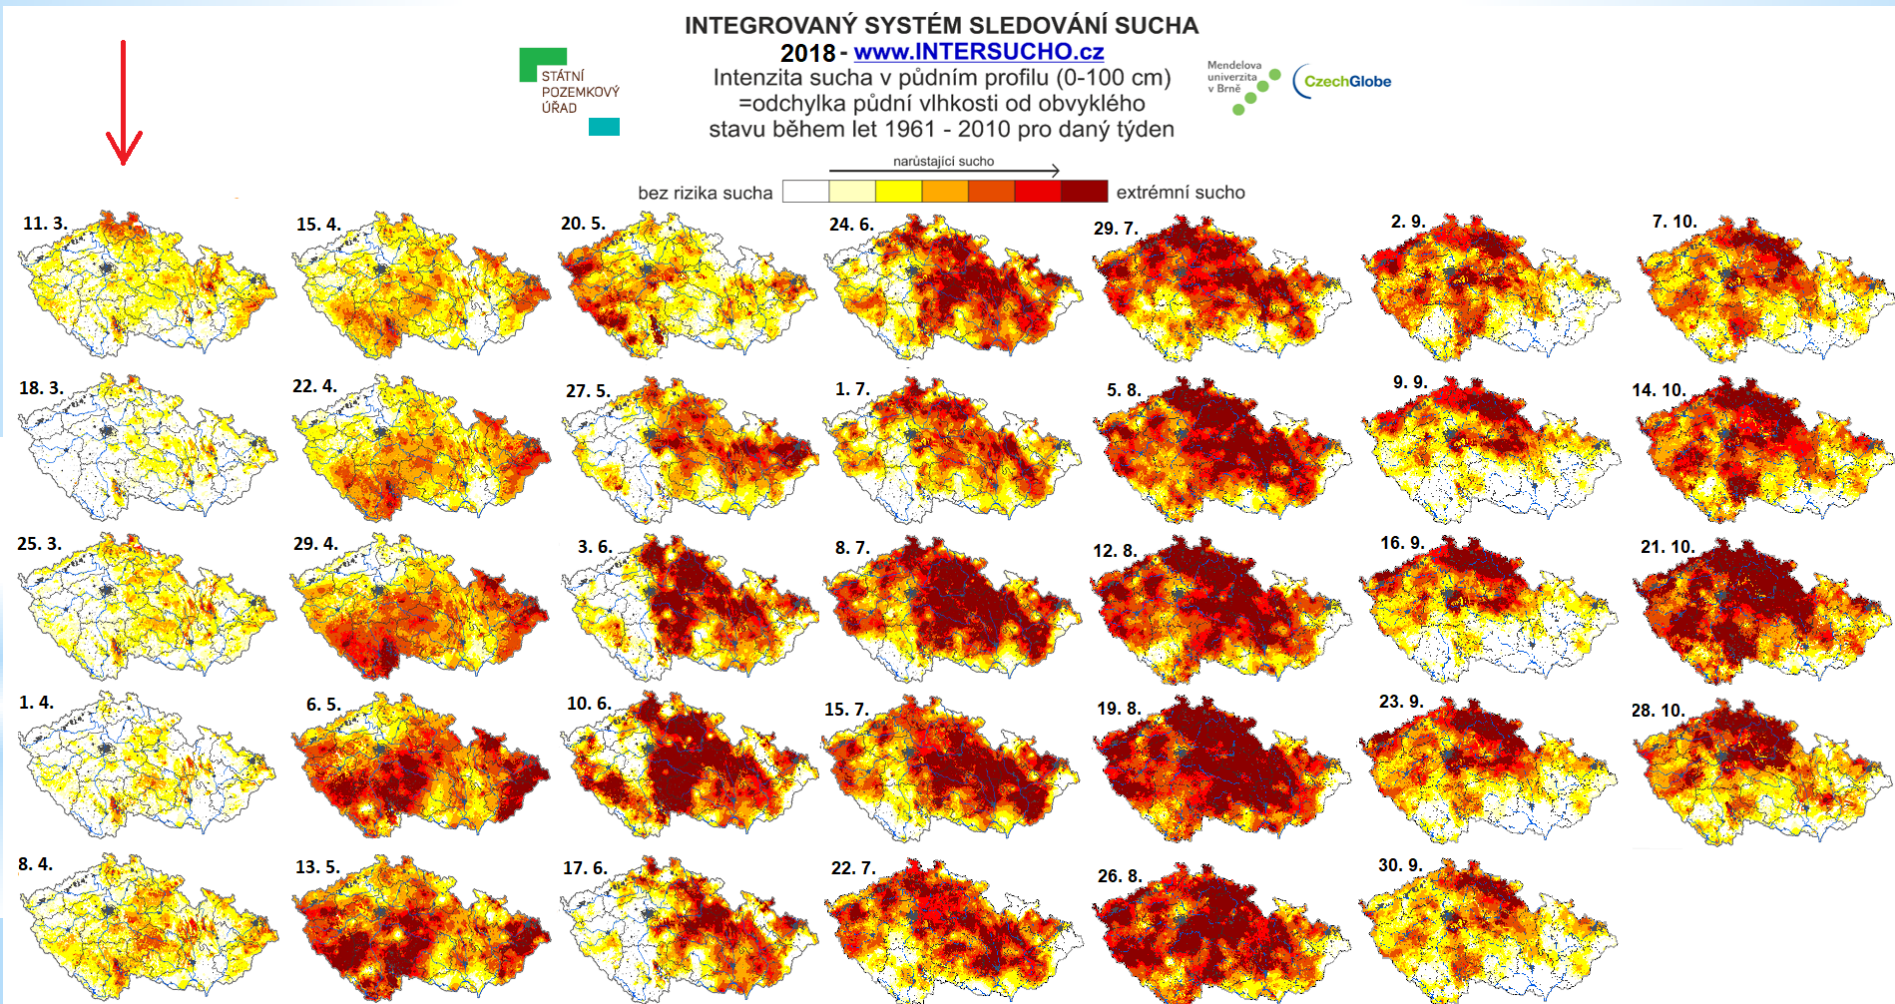 INTEGROVANÝ SYSTÉM SLEDOVÁNÍ SUCHA
2018 - www.INTERSUCHO.cz
Intenzita sucha v půdním profilu (0-100 cm)
=odchylka půdní vlhkosti od obvyklého
stavu během let 1961 - 2010 pro daný týden
STÁTNÍ
POZEMKOVÝ
ÚŘAD
Mendelova
univerzita
v Brně
CzechGlobe
narůstající sucho
bez rizika sucha
extrémní sucho
11. 3.
15. 4.
20. 5.
24. 6.
29. 7.
2. 9.
7. 10.
18. 3.
22. 4.
27. 5.
1. 7.
5. 8.
9. 9.
14. 10.
25. 3.
29. 4.
3. 6.
8. 7.
12. 8.
16. 9.
21. 10.
1. 4.
6. 5.
10. 6.
15. 7.
19. 8.
23. 9.
28. 10.
8. 4.
13. 5.
17. 6.
22. 7.
26. 8.
30. 9.